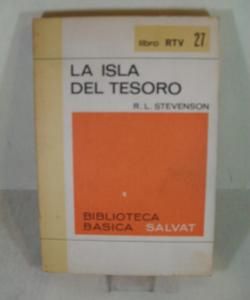 libro RTV 27
LA ISLA
DEL TESORO
R. L. STEVENSON
BIBLIOTECA
BASICA SALVAT